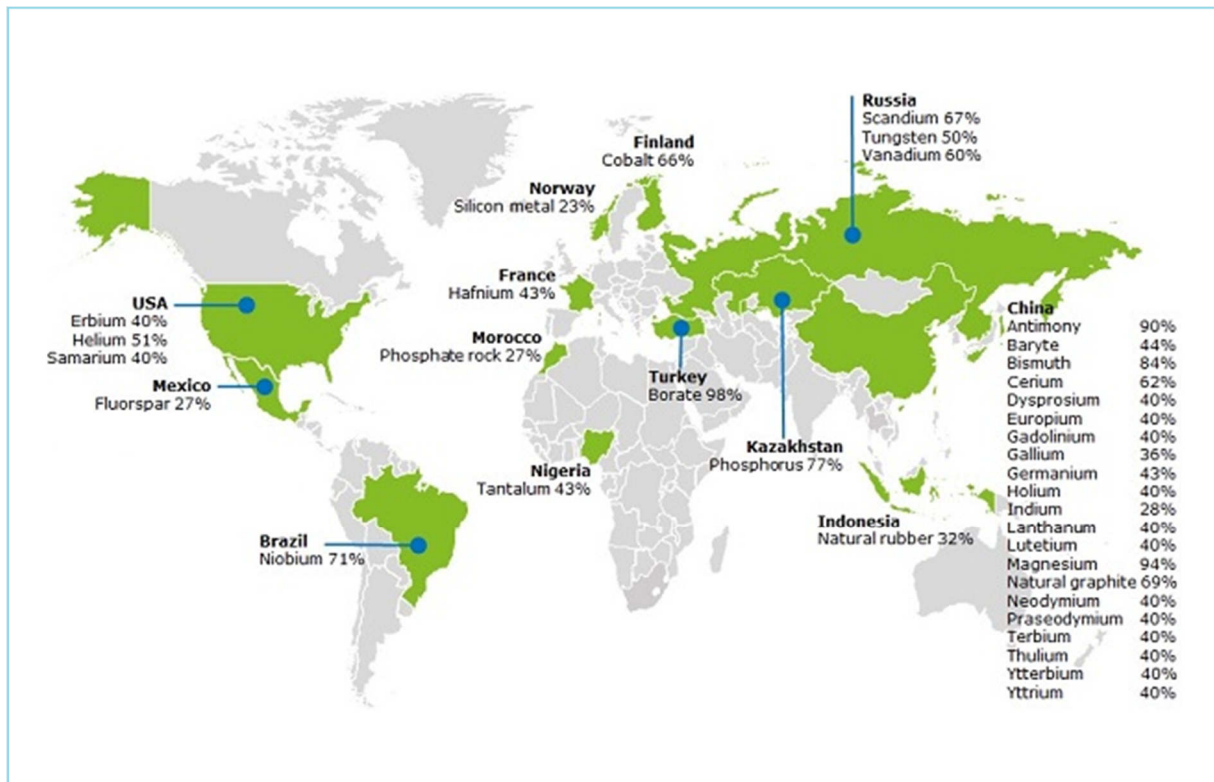 Russia
Scandium 67%
Tungsten 50%
Vanadium 60%
Finland
Cobalt 66%
Norway
Silicon metal 23%
France
Hafnium 43%
USA
Erbium 40%
Helium 51%
Samarium 40%
Morocco
Phosphate rock 27%
Mexico
Fluorspar 27%
Turkey
Borate 98%
Kazakhstan
Phosphorus 77%
Nigeria
Tantalum 43%
Brazil
Niobium 71%
Indonesia
Natural rubber 32%
China
Antimony 90%
Baryte 44%
Bismuth 84%
Cerium 62%
Dysprosium 40%
Europium 40%
Gadolinium 40%
Gallium 36%
Germanium 43%
Holium 40%
Indium 28%
Lanthanum 40%
Lutetium 40%
Magnesium 94%
Natural graphite 69%
Neodymium 40%
Praseodymium 40%
Terbium 40%
Thulium 40%
Ytterbium 40%
Yttrium 40%